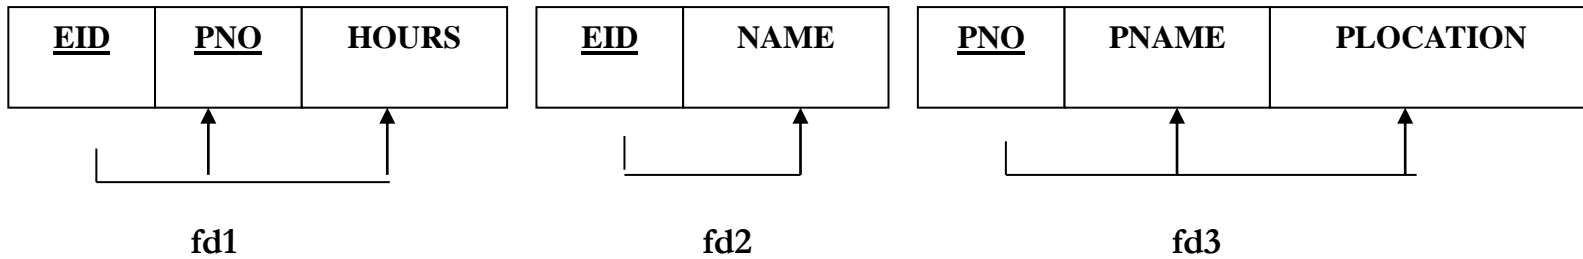 EID PNO HOURS EID NAME PNO PNAME PLOCATION
fd1 fd2 fd3